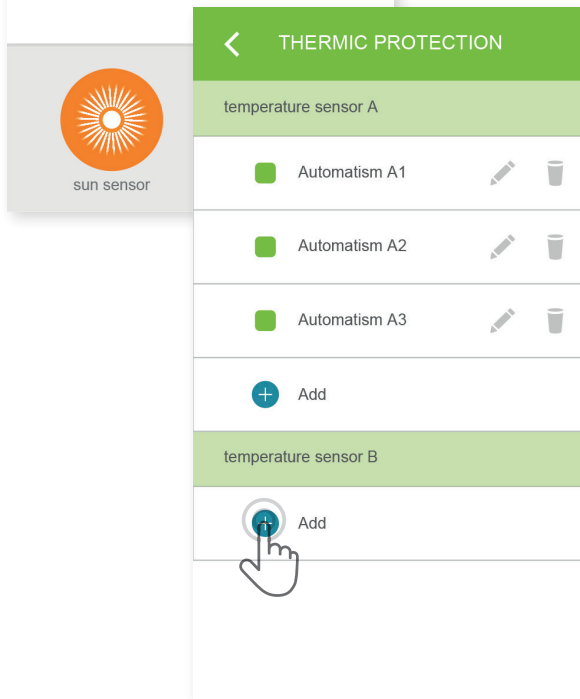 THERMIC PROTECTION
temperature sensor A
sun sensor
Automatism A1
Automatism A2
Automatism A3
Add
temperature sensor B
Add